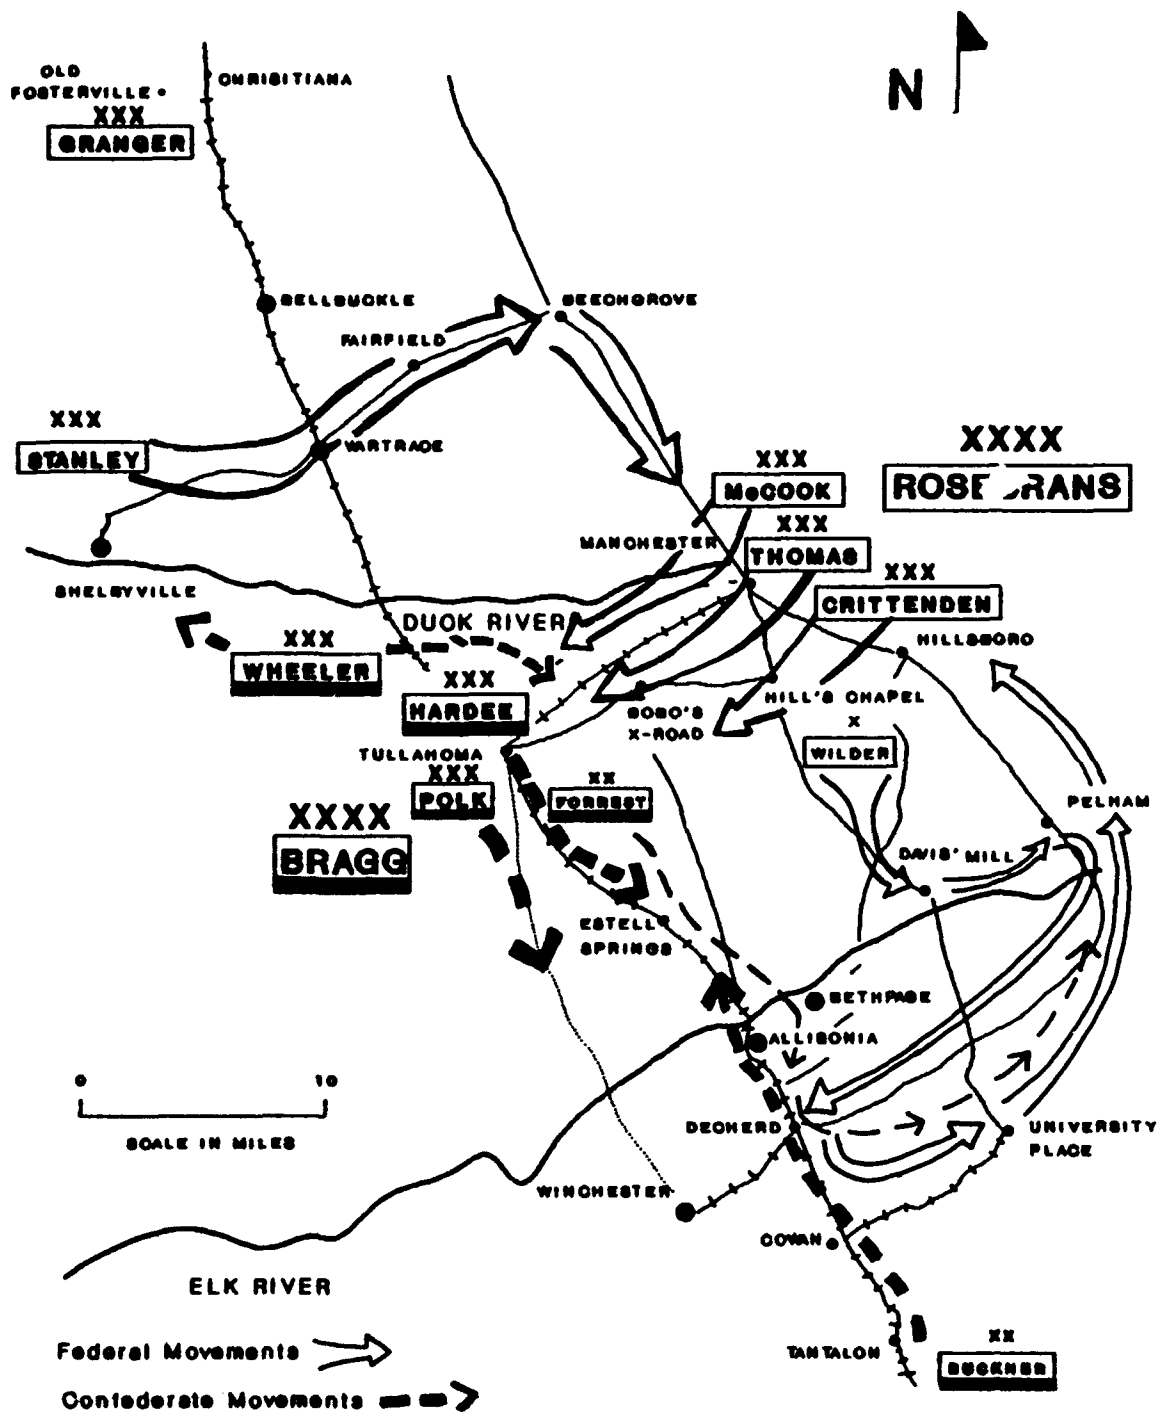 N
OLD
FOSTERVILLE
CHRISITIANA
XXX
GRANGER
BELLBUCKLE
BEECHGROVE
FAIRFIELD
XXX
STANLEY
WARTRACE
XXXX
XXX
McCOOK
XXX
THOMAS
MANCHESTER
XXX
CRITTENDEN
SHELBYVILLE
DUCK RIVER
HILLSBORO
XXX
WHEELER
XXX
HARDEE
HILL'S CHAPEL
BOBO'S
X-ROAD
X
WILDER
TULLAHOMA
XXX
POLK
XX
FORREST
XXXX
BRAGG
PELHAM
DAVIS' MILL
ESTELL
SPRINGS
BETHPAGE
ALLISONIA
0 10
SCALE IN MILES
DECHERD
UNIVERSITY
PLACE
WINCHESTER
COWAN
ELK RIVER
Federal Movements
TANTALON
XX
BUCKNER
Confederate Movements